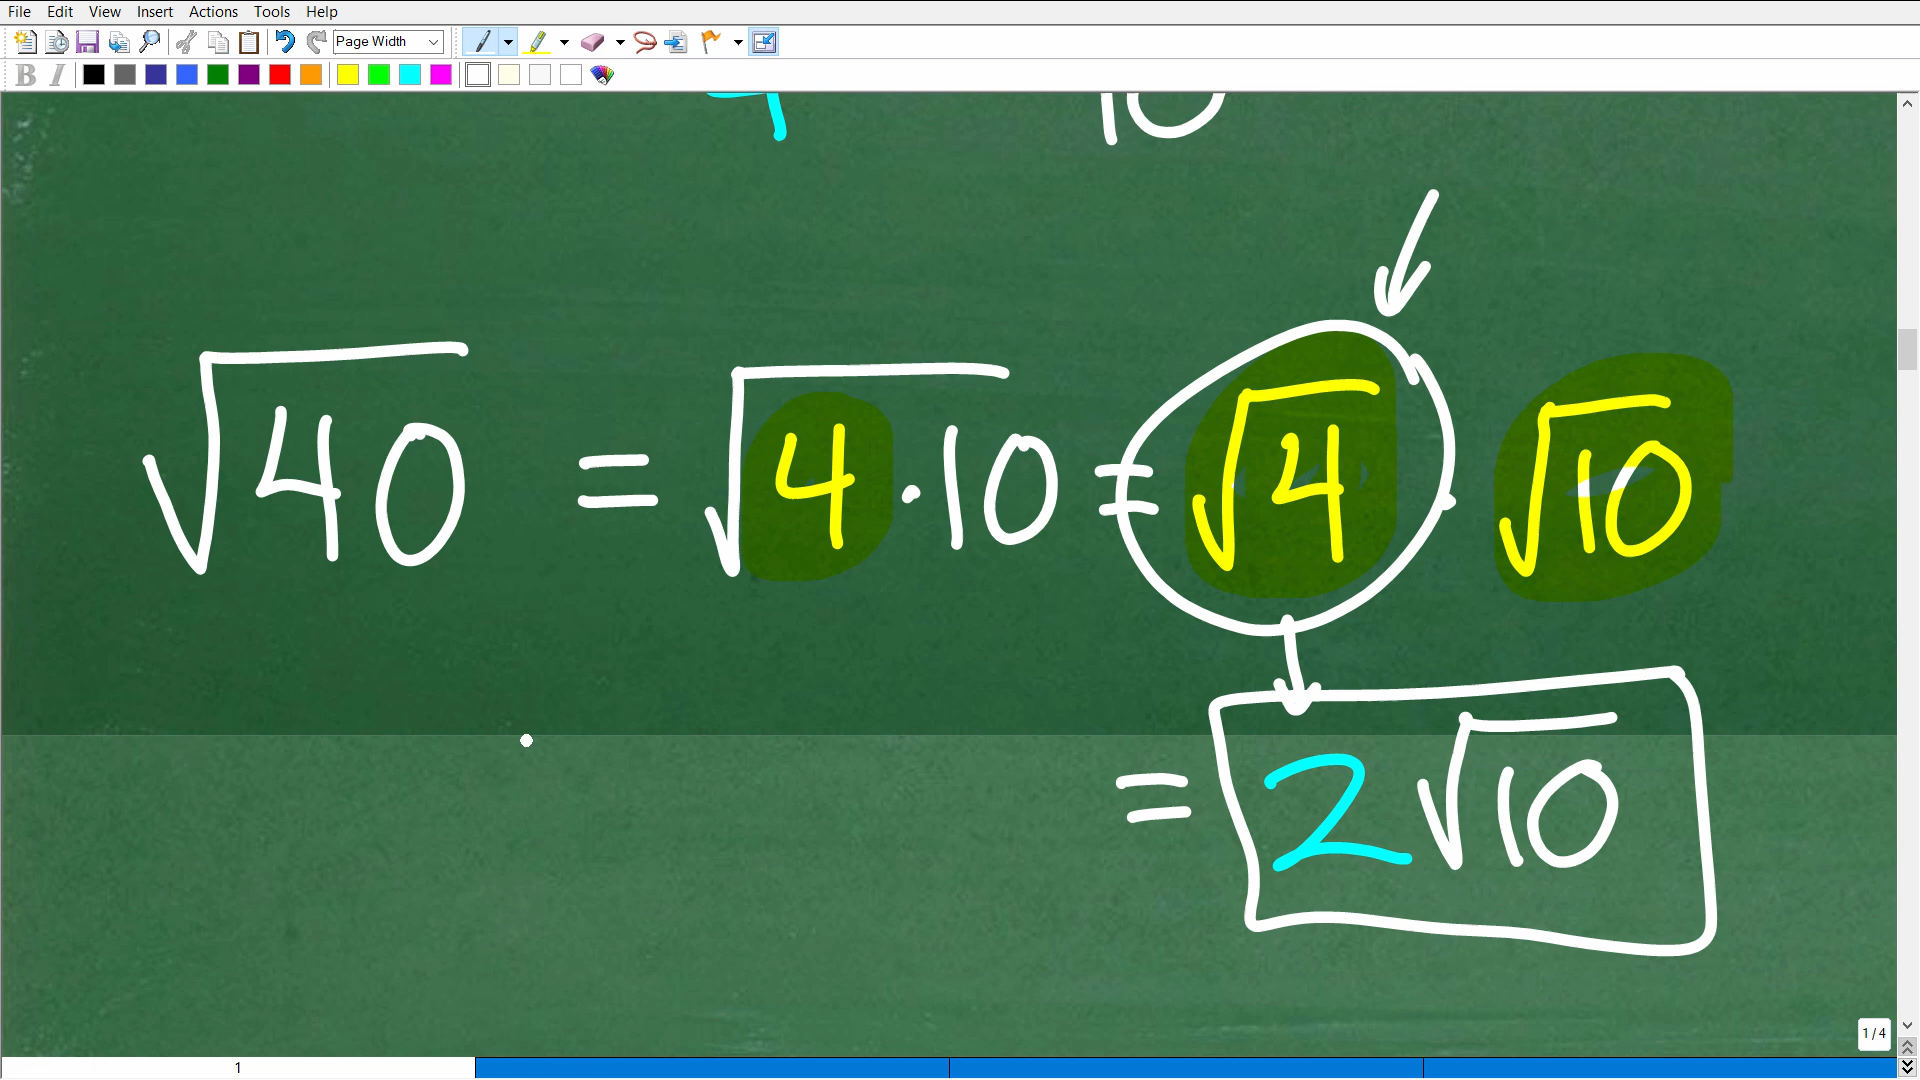 File Edit View Insert Actions Tools Help
Page Width
B I
10
√40 = √4·10 = √4 · √10
= 2√10
1 / 4
1